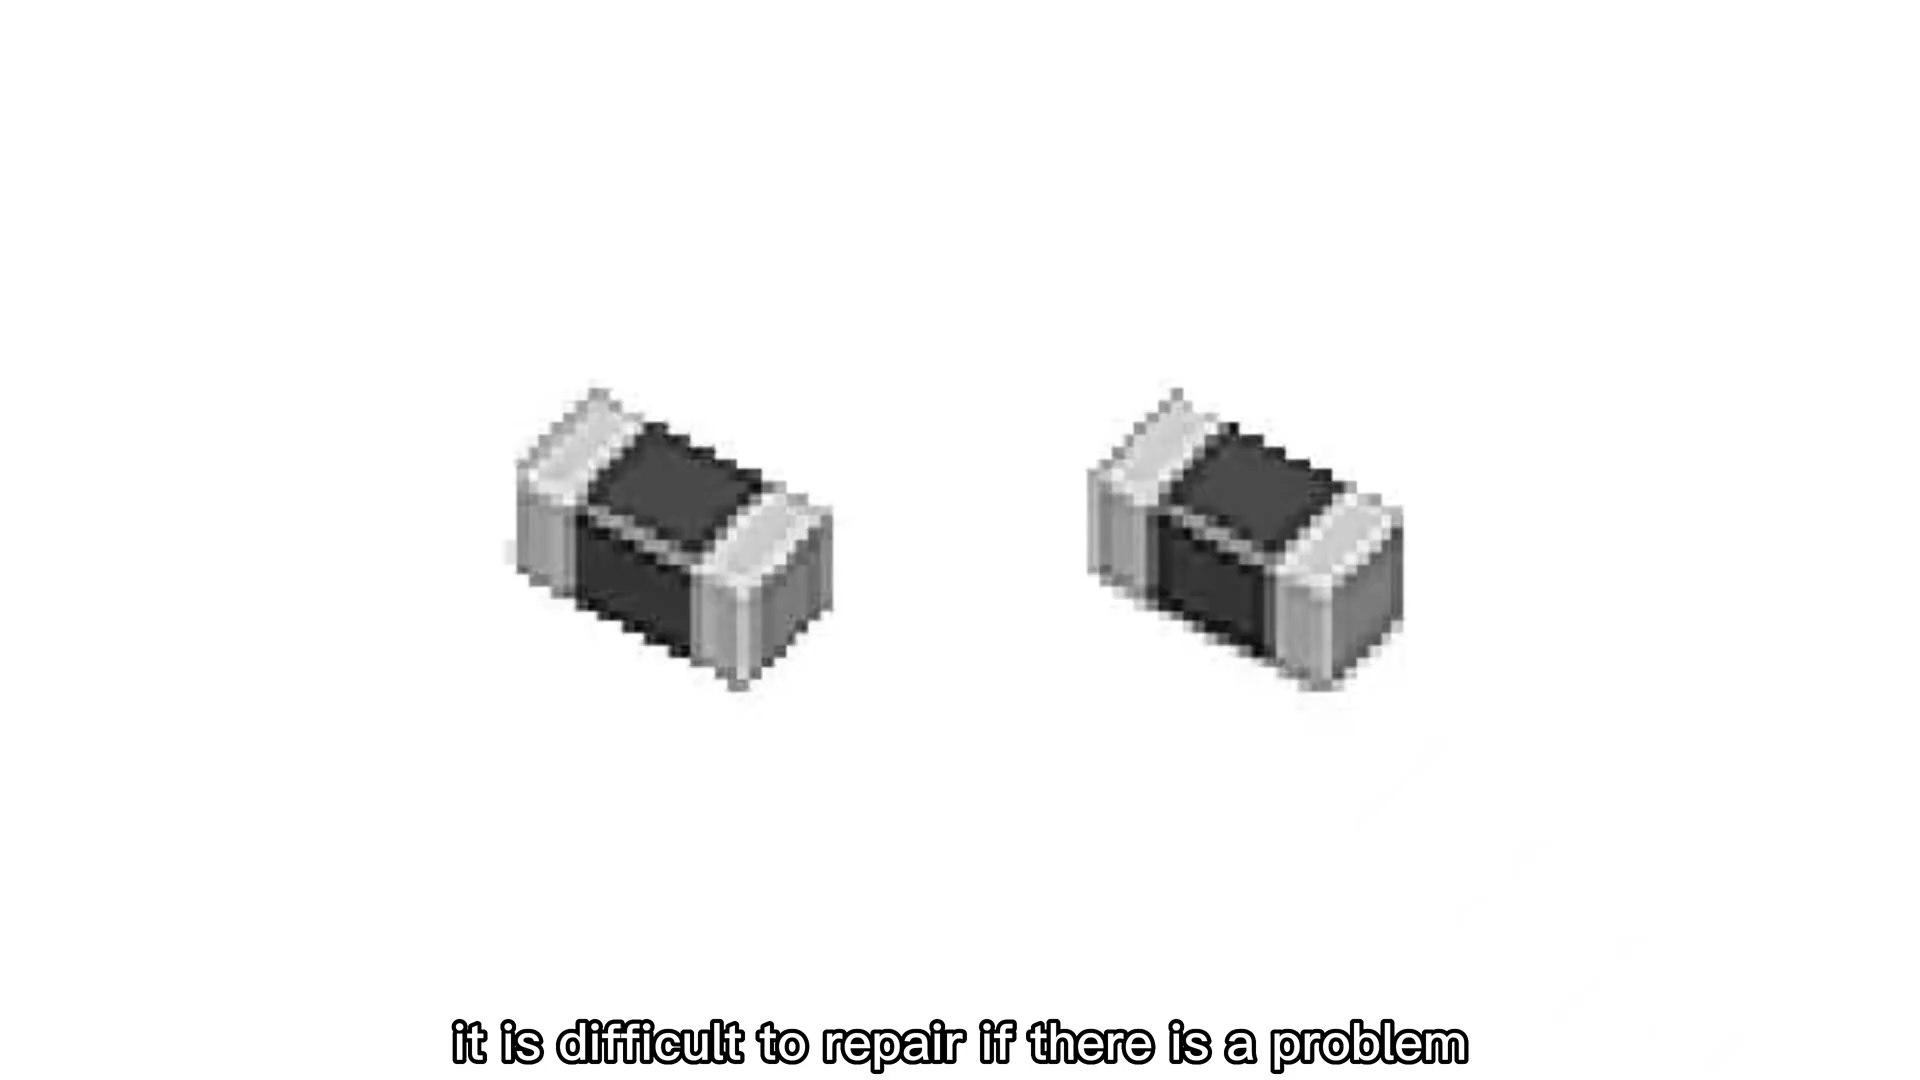 it is difficult to repair if there is a problem